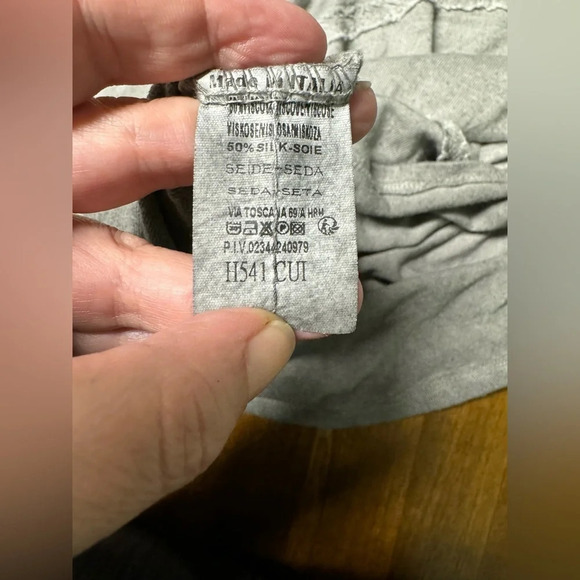 Made in ITALIA
VISKOSE/VISCOSA/WISKOZA
50% SILK-SOIE
SEIDE-SEDA
SEDA-SETA
VIA TOSCANA 69/A HRM
P.I.V.02344240979
H541 CUI